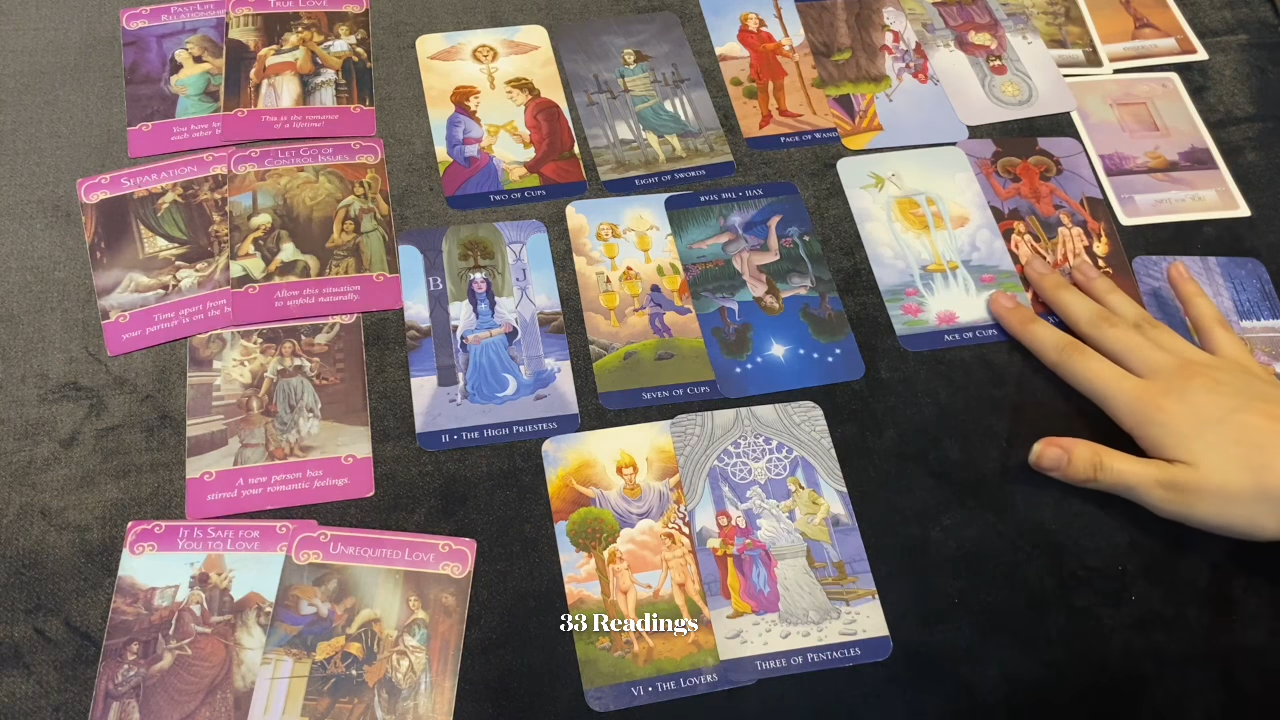 PAST-LIFE
RELATIONSHIP
You have
each other b
TRUE LOVE
This is the romance
of a lifetime!
SEPARATION
Time apart from
your partner is on the h
LET GO OF
CONTROL ISSUES
Allow this situation
to unfold naturally.
A new person has
stirred your romantic feelings.
IT IS SAFE FOR
YOU TO LOVE
UNREQUITED LOVE
TWO OF CUPS
EIGHT OF SWORDS
PAGE OF WAND
B
J
II • THE HIGH PRIESTESS
SEVEN OF CUPS
XVII • THE STAR
ACE OF CUPS
NOT FOR YOU
VI • THE LOVERS
THREE OF PENTACLES
33 Readings